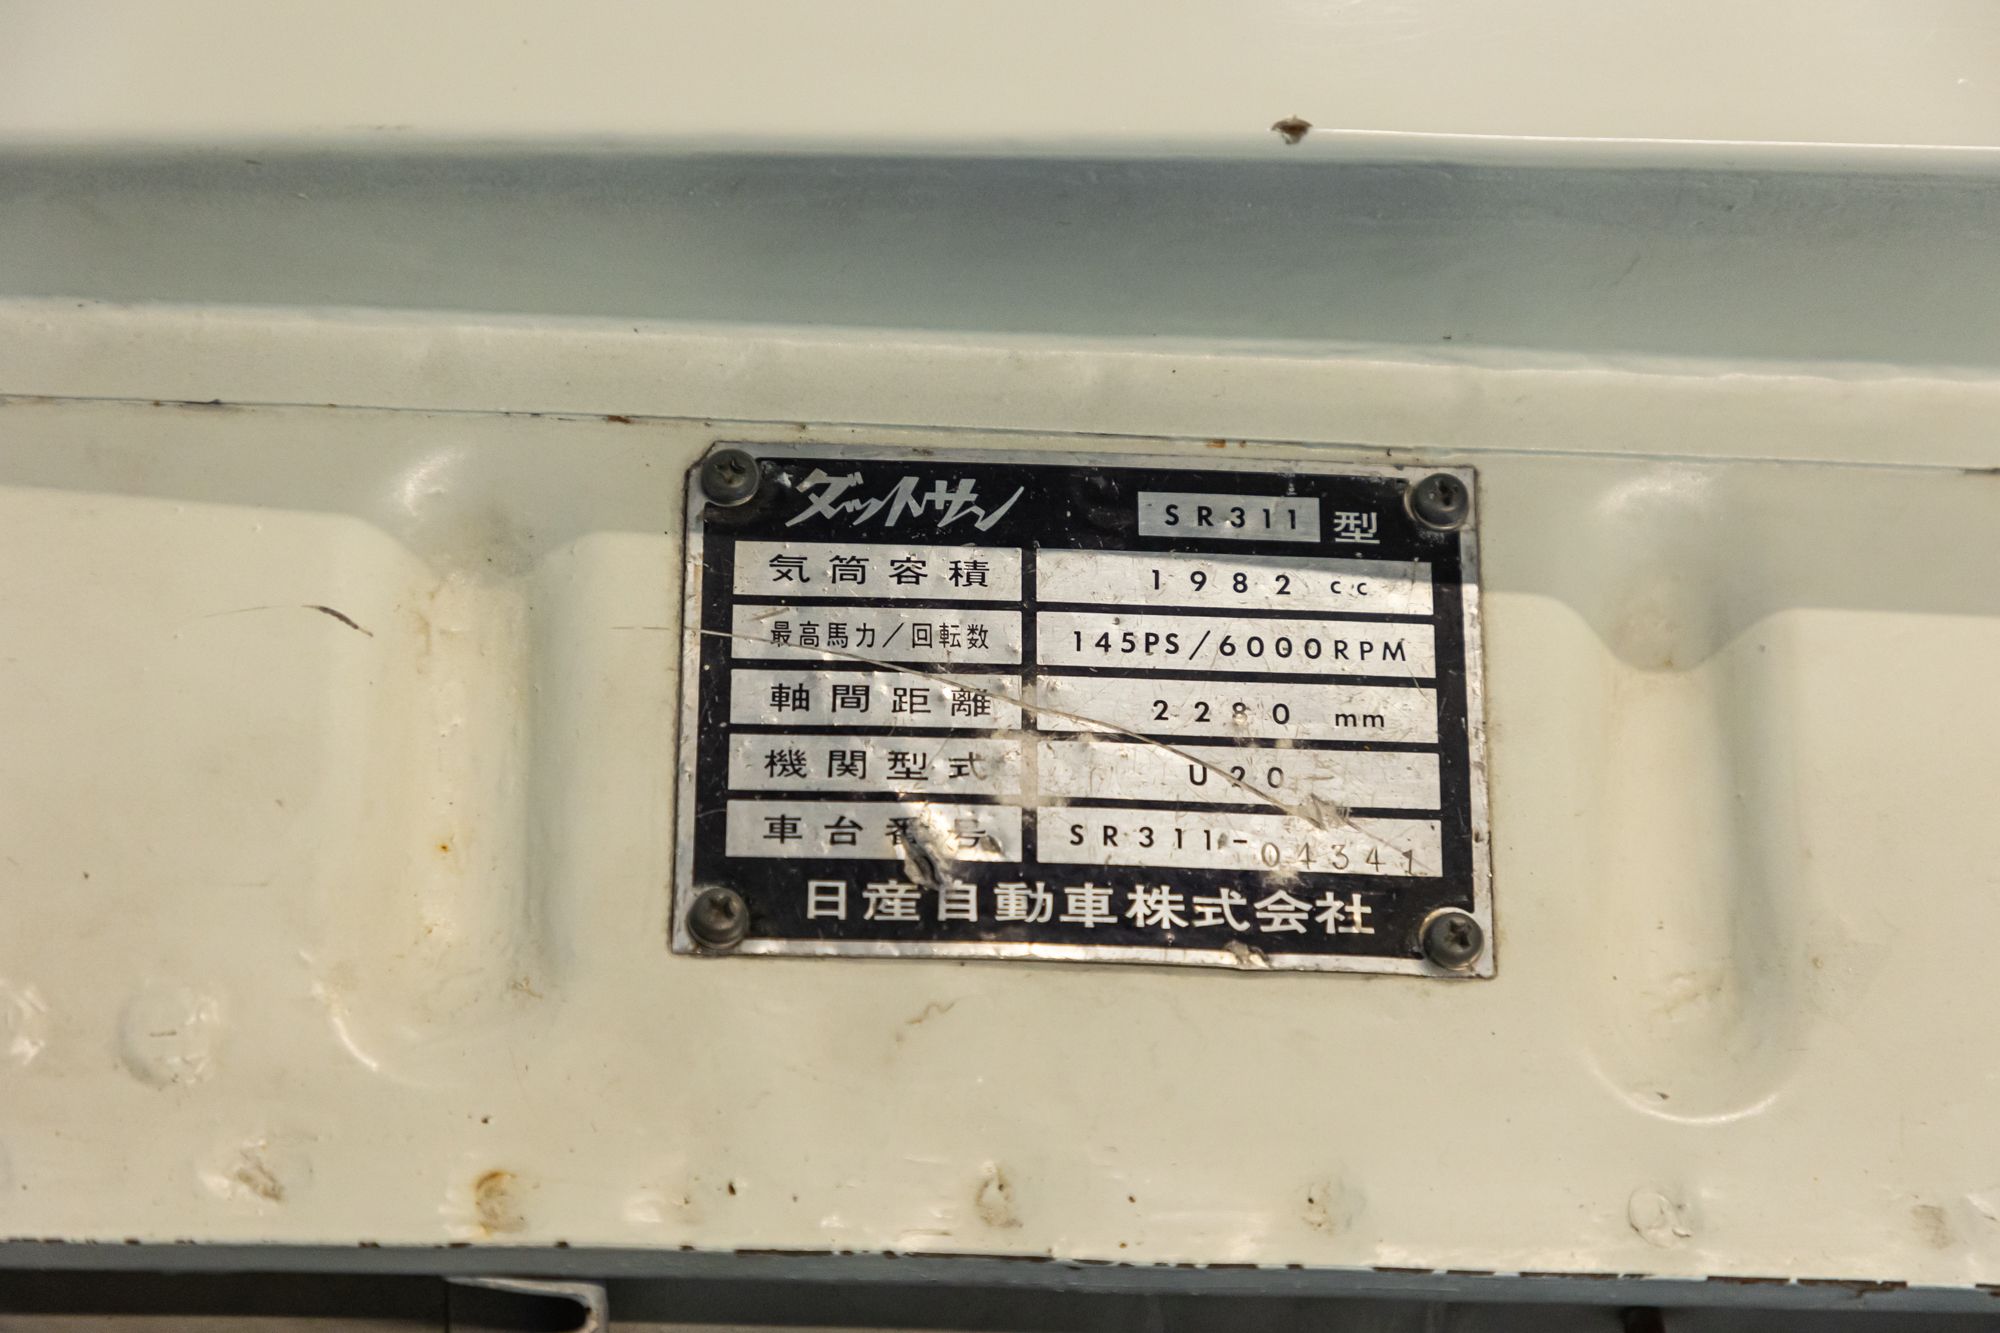 ダットサン SR311 型
気筒容積 1982 cc
最高馬力/回転数 145PS/6000RPM
軸間距離 2280 mm
機関型式 U20
車台番号 SR311-04341
日産自動車株式会社